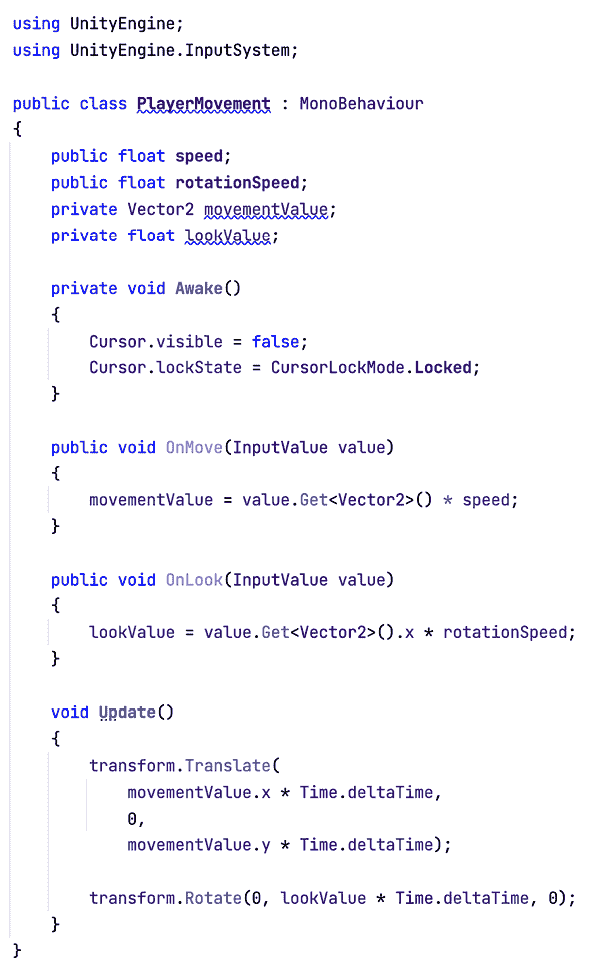 using UnityEngine;
using UnityEngine.InputSystem;

public class PlayerMovement : MonoBehaviour
{
    public float speed;
    public float rotationSpeed;
    private Vector2 movementValue;
    private float lookValue;

    private void Awake()
    {
        Cursor.visible = false;
        Cursor.lockState = CursorLockMode.Locked;
    }

    public void OnMove(InputValue value)
    {
        movementValue = value.Get<Vector2>() * speed;
    }

    public void OnLook(InputValue value)
    {
        lookValue = value.Get<Vector2>().x * rotationSpeed;
    }

    void Update()
    {
        transform.Translate(
            movementValue.x * Time.deltaTime,
            0,
            movementValue.y * Time.deltaTime);

        transform.Rotate(0, lookValue * Time.deltaTime, 0);
    }
}